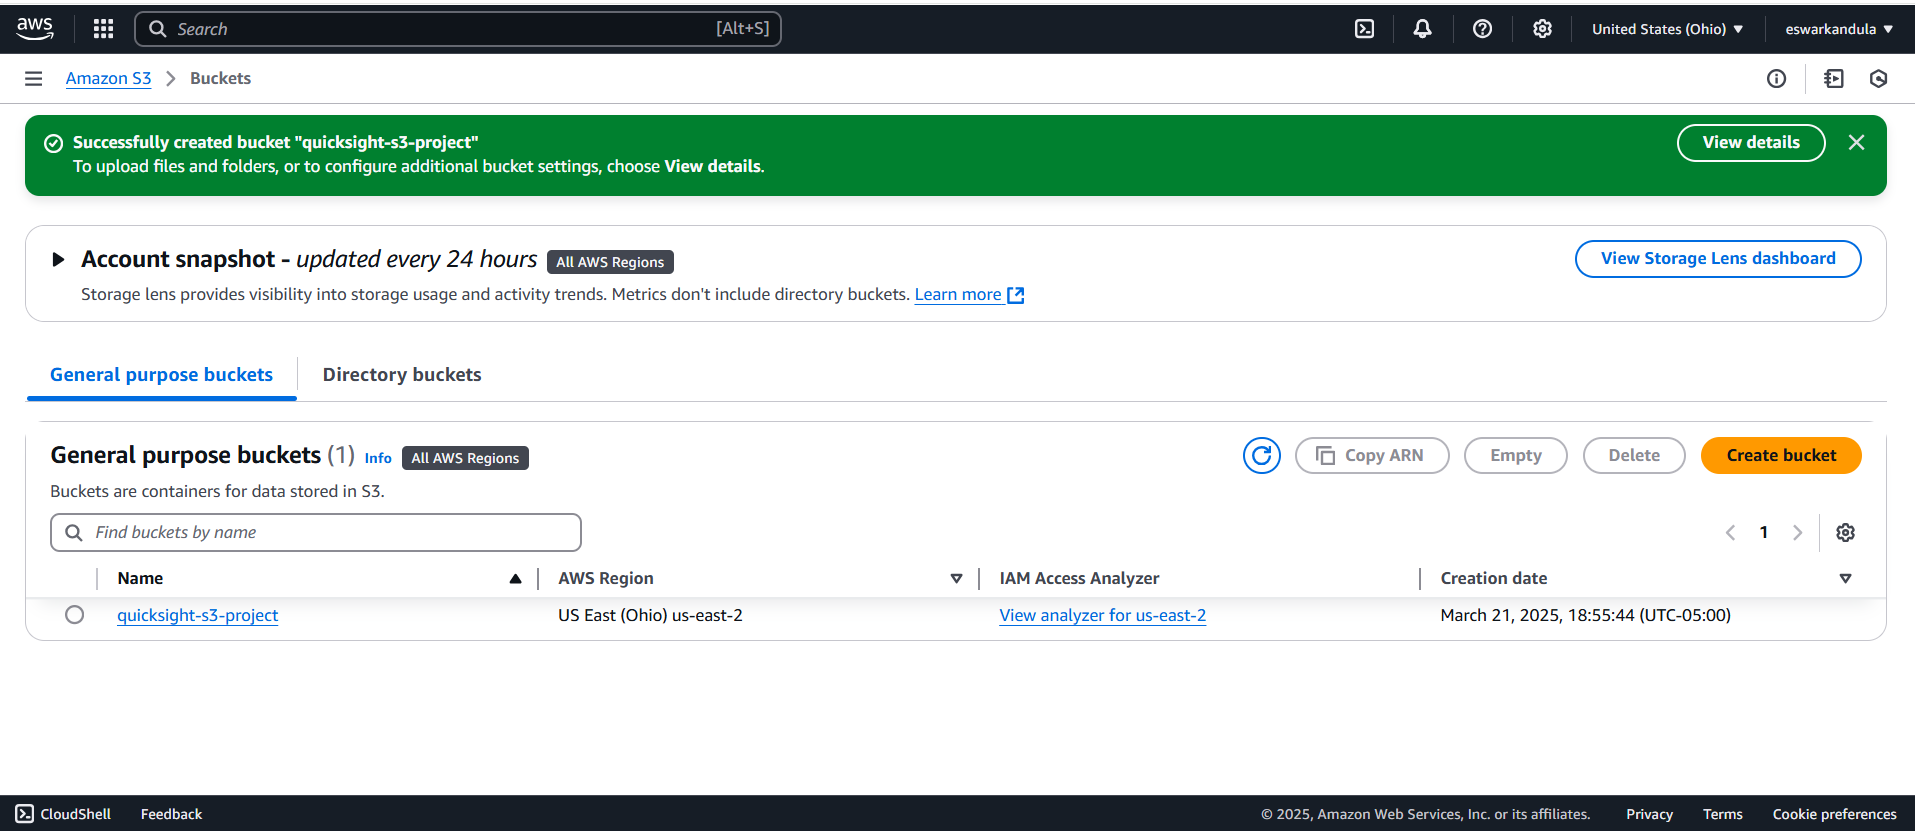 aws
Search [Alt+S]
United States (Ohio) eswarkandula
Amazon S3 Buckets
Successfully created bucket "quicksight-s3-project"
To upload files and folders, or to configure additional bucket settings, choose View details.
View details
Account snapshot - updated every 24 hours All AWS Regions
View Storage Lens dashboard
Storage lens provides visibility into storage usage and activity trends. Metrics don't include directory buckets. Learn more
General purpose buckets Directory buckets
General purpose buckets (1) Info All AWS Regions
Copy ARN Empty Delete Create bucket
Buckets are containers for data stored in S3.
Find buckets by name
1
Name AWS Region IAM Access Analyzer Creation date
quicksight-s3-project US East (Ohio) us-east-2 View analyzer for us-east-2 March 21, 2025, 18:55:44 (UTC-05:00)
CloudShell Feedback © 2025, Amazon Web Services, Inc. or its affiliates. Privacy Terms Cookie preferences